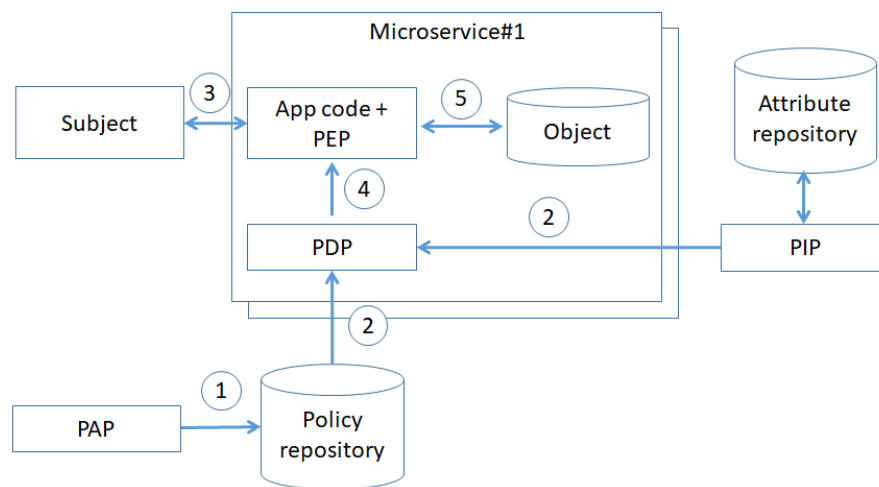 Microservice#1
Subject
3
App code +
PEP
5
Object
Attribute
repository
4
2
PDP
PIP
2
1
PAP
Policy
repository